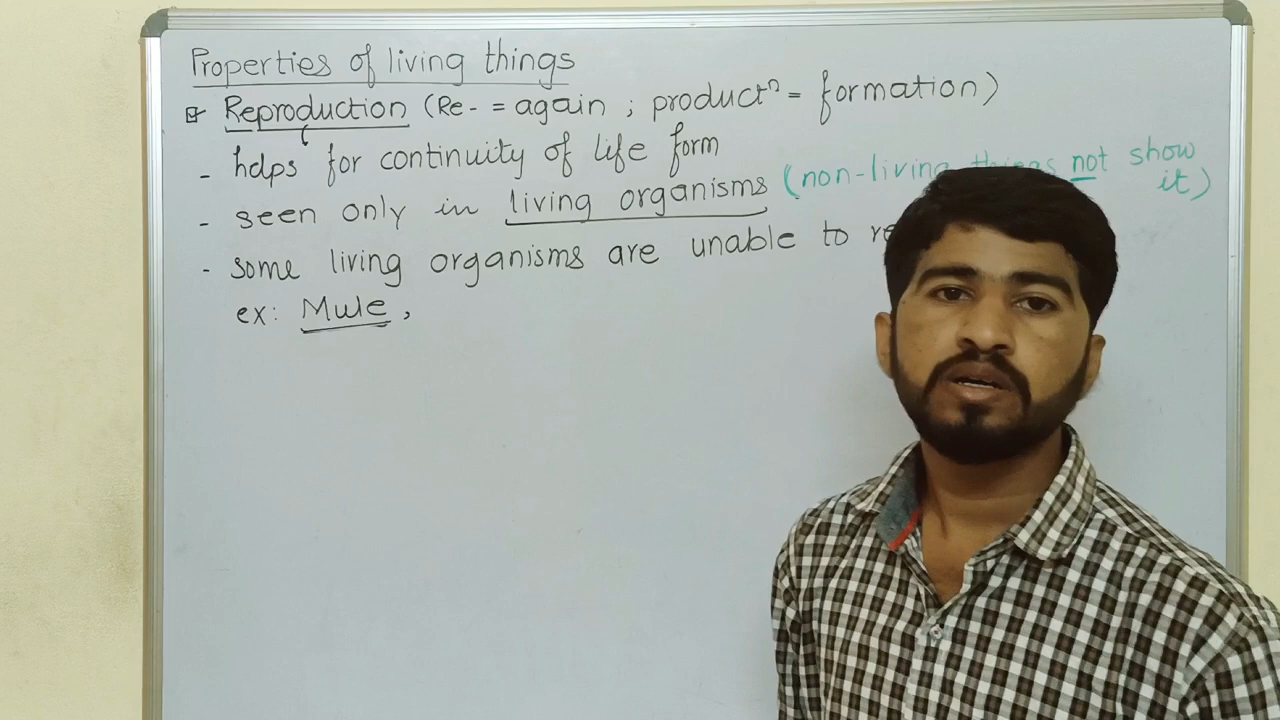 Properties of living things
Reproduction (Re- = again ; productⁿ = formation)
- helps for continuity of life form
- seen only in living organisms (non-living things not show it)
- some living organisms are unable to
ex: Mule,